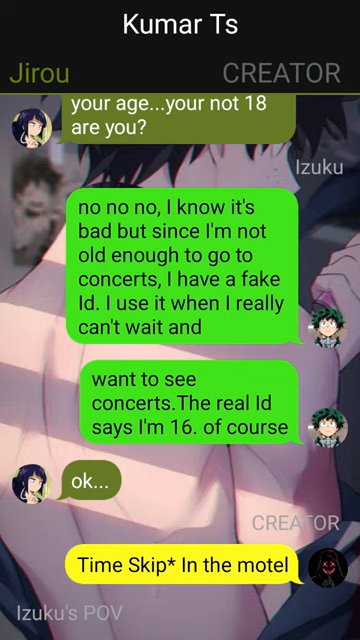 Kumar Ts
Jirou
CREATOR
your age...your not 18
are you?
Izuku
no no no, I know it's
bad but since I'm not
old enough to go to
concerts, I have a fake
Id. I use it when I really
can't wait and
want to see
concerts.The real Id
says I'm 16. of course
ok...
CREATOR
Time Skip* In the motel
Izuku's POV